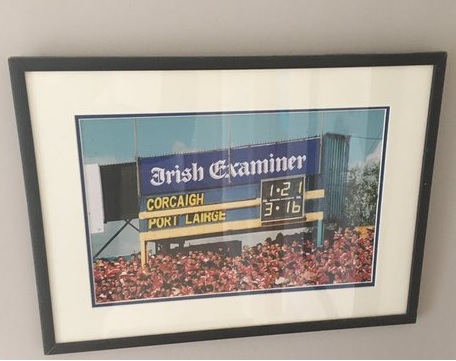 Irish Examiner
CORCAIGH 1·21
PORT LAIRGE 3·16